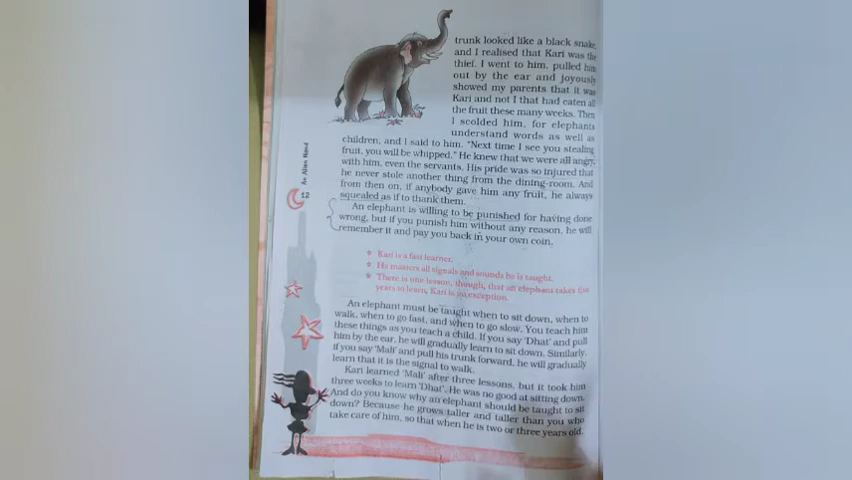 trunk looked like a black snake,
and I realised that Kari was the
thief. I went to him, pulled him
out by the ear and joyously
showed my parents that it was
Kari and not I that had eaten all
the fruit these many weeks. Then
I scolded him, for elephants
understand words as well as
children, and I said to him. “Next time I see you stealing
fruit, you will be whipped.” He knew that we were all angry,
with him, even the servants. His pride was so injured that
he never stole another thing from the dining-room. And
from then on, if anybody gave him any fruit, he always
squealed as if to thank them.
An elephant is willing to be punished for having done
wrong, but if you punish him without any reason, he will
remember it and pay you back in your own coin.
An Alien Hand
12
Kari is a fast learner.
He masters all signals and sounds he is taught.
There is one lesson, though, that an elephant takes five
years to learn, Kari is no exception.
An elephant must be taught when to sit down, when to
walk, when to go fast, and when to go slow. You teach him
these things as you teach a child. If you say ‘Dhat’ and pull
him by the ear, he will gradually learn to sit down. Similarly,
if you say ‘Mali’ and pull his trunk forward, he will gradually
learn that it is the signal to walk.
Kari learned ‘Mali’ after three lessons, but it took him
three weeks to learn ‘Dhat’. He was no good at sitting down.
And do you know why an elephant should be taught to sit
down? Because he grows taller and taller than you who
take care of him, so that when he is two or three years old,